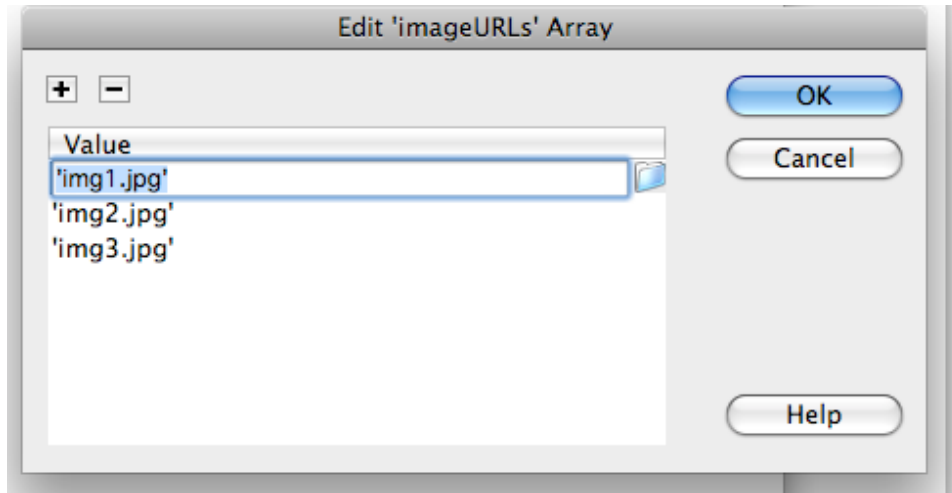 Edit 'imageURLs' Array
+ −
OK
Value
Cancel
'img1.jpg'
'img2.jpg'
'img3.jpg'
Help